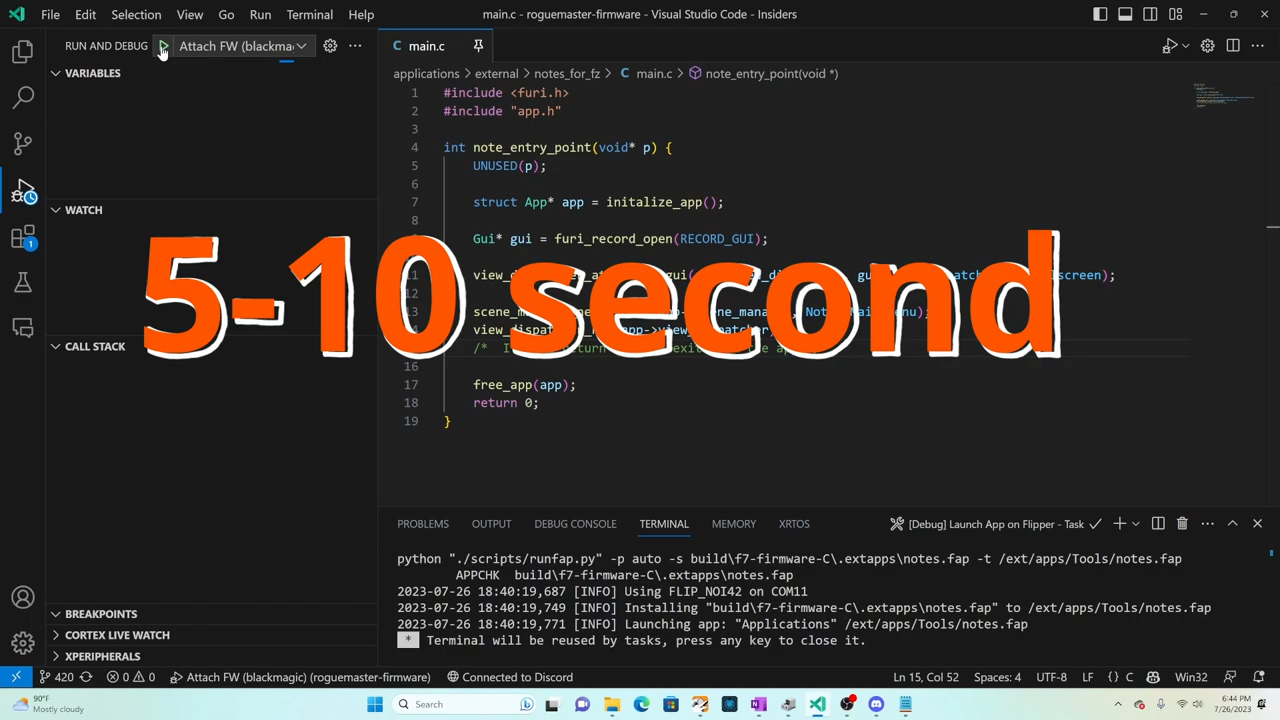 File Edit Selection View Go Run Terminal Help
main.c - roguemaster-firmware - Visual Studio Code - Insiders
RUN AND DEBUG Attach FW (blackma
VARIABLES
WATCH
CALL STACK
BREAKPOINTS
CORTEX LIVE WATCH
XPERIPHERALS
1
main.c
applications > external > notes_for_fz > C main.c > note_entry_point(void *)
1 #include <furi.h>
2 #include "app.h"
3
4 int note_entry_point(void* p) {
5 UNUSED(p);
6
7 struct App* app = initalize_app();
8
Gui* gui = furi_record_open(RECORD_GUI);
11
12
13
16
17 free_app(app);
18 return 0;
19 }
5-10 second
PROBLEMS OUTPUT DEBUG CONSOLE TERMINAL MEMORY XRTOS
[Debug] Launch App on Flipper - Task
python "./scripts/runfap.py" -p auto -s build\f7-firmware-C\.extapps\notes.fap -t /ext/apps/Tools/notes.fap
APPCHK build\f7-firmware-C\.extapps\notes.fap
2023-07-26 18:40:19,687 [INFO] Using FLIP_NOI42 on COM11
2023-07-26 18:40:19,749 [INFO] Installing "build\f7-firmware-C\.extapps\notes.fap" to /ext/apps/Tools/notes.fap
2023-07-26 18:40:19,771 [INFO] Launching app: "Applications" /ext/apps/Tools/notes.fap
* Terminal will be reused by tasks, press any key to close it.
420 0 0 Attach FW (blackmagic) (roguemaster-firmware) Connected to Discord Ln 15, Col 52 Spaces: 4 UTF-8 LF { } C Win32
90°F
Mostly cloudy
Search
6:44 PM
7/26/2023